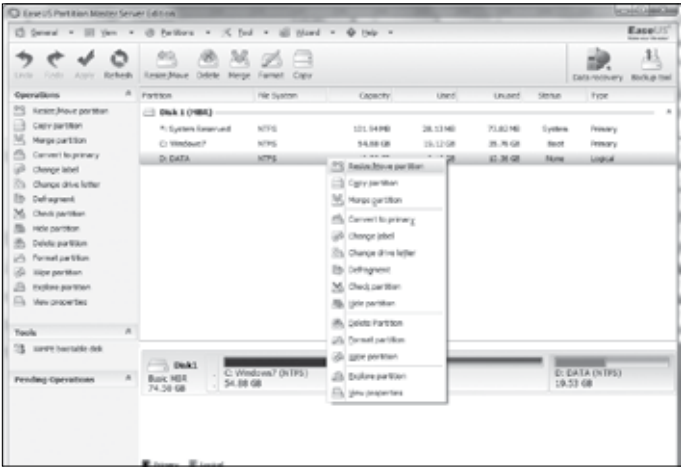 EaseUS Partition Master Server Edition
General View Partitions Tool Wizard Help
EaseUS
Undo Redo Apply Refresh Resize/Move Delete Merge Format Copy Data recovery Backup tool
Operations
Resize/Move partition
Copy partition
Merge partition
Convert to primary
Change label
Change drive letter
Defragment
Check partition
Hide partition
Delete partition
Format partition
Wipe partition
Explore partition
View properties
Tools
WinPE bootable disk
Pending Operations
Partition File System Capacity Used Unused Status Type
Disk 1 (MBR)
*: System Reserved NTFS 101.94 MB 28.13 MB 73.82 MB System Primary
C: Windows7 NTFS 54.88 GB 19.12 GB 35.76 GB Boot Primary
D: DATA NTFS GB None Logical
Resize/Move partition
Copy partition
Merge partition
Convert to primary
Change label
Change drive letter
Defragment
Check partition
Hide partition
Delete Partition
Format partition
Wipe partition
Explore partition
View properties
Disk1
Basic MBR
74.50 GB
C: Windows7 (NTFS)
54.88 GB
D: DATA (NTFS)
19.53 GB
Primary Logical